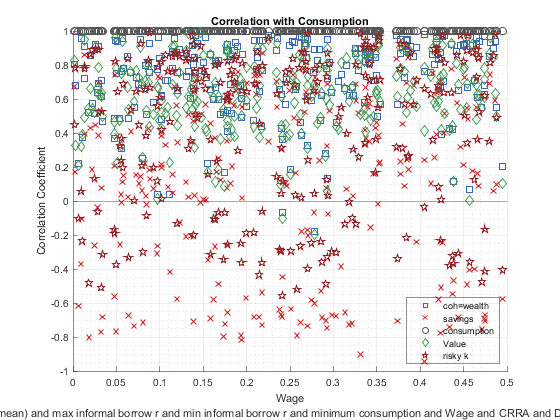 Correlation with Consumption
1
0.8
0.6
0.4
0.2
0
-0.2
-0.4
-0.6
-0.8
-1
Correlation Coefficient
coh=wealth
savings
consumption
Value
risky k
0 0.05 0.1 0.15 0.2 0.25 0.3 0.35 0.4 0.45 0.5
Wage
mean) and max informal borrow r and min informal borrow r and minimum consumption and Wage and CRRA and